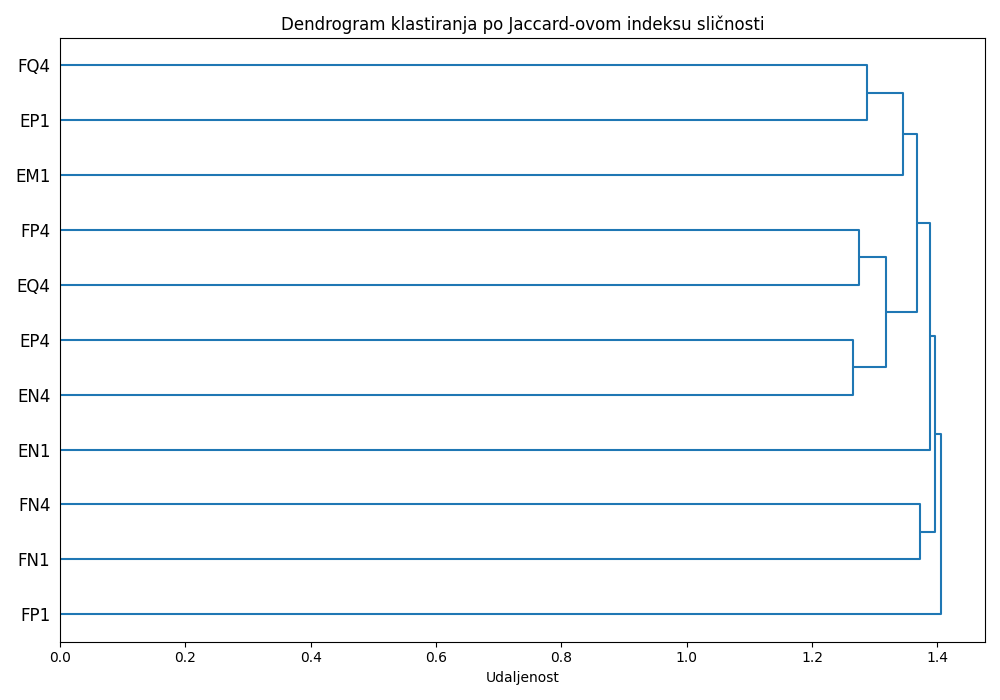 Dendrogram klastiranja po Jaccard-ovom indeksu sličnosti
FQ4
EP1
EM1
FP4
EQ4
EP4
EN4
EN1
FN4
FN1
FP1
0.0 0.2 0.4 0.6 0.8 1.0 1.2 1.4
Udaljenost